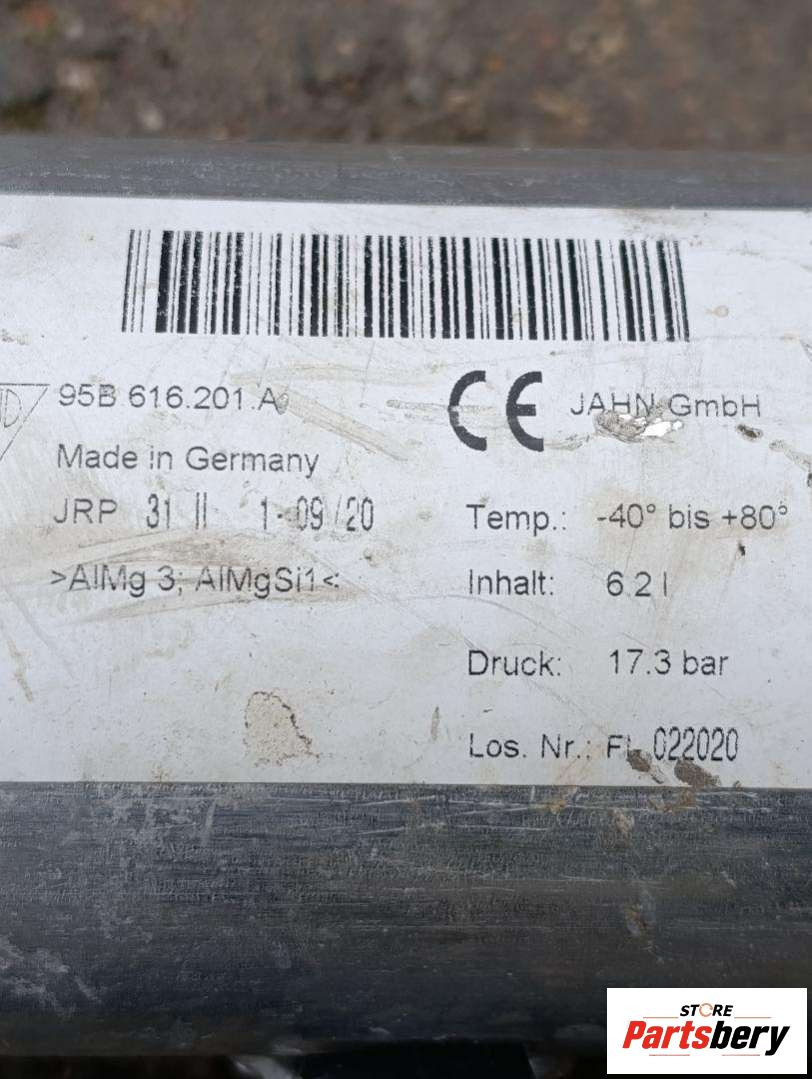 95B.616.201.A
Made in Germany
JRP 31 II 1-09/20
>AlMg 3; AlMgSi1<
CE JAHN GmbH
Temp.: -40° bis +80°
Inhalt: 6.2 l
Druck: 17.3 bar
Los. Nr.: FL 022020
STORE
Partsbery